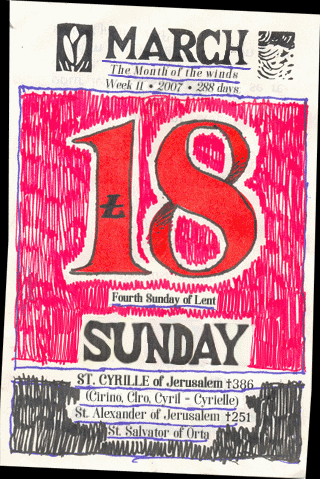 MARCH
The Month of the winds
Week 11 • 2007 • 288 days
18
Ł
Fourth Sunday of Lent
SUNDAY
ST. CYRILLE of Jerusalem †386
(Cirino, Ciro, Cyril - Cyrielle)
St. Alexander of Jerusalem †251
St. Salvator of Orta